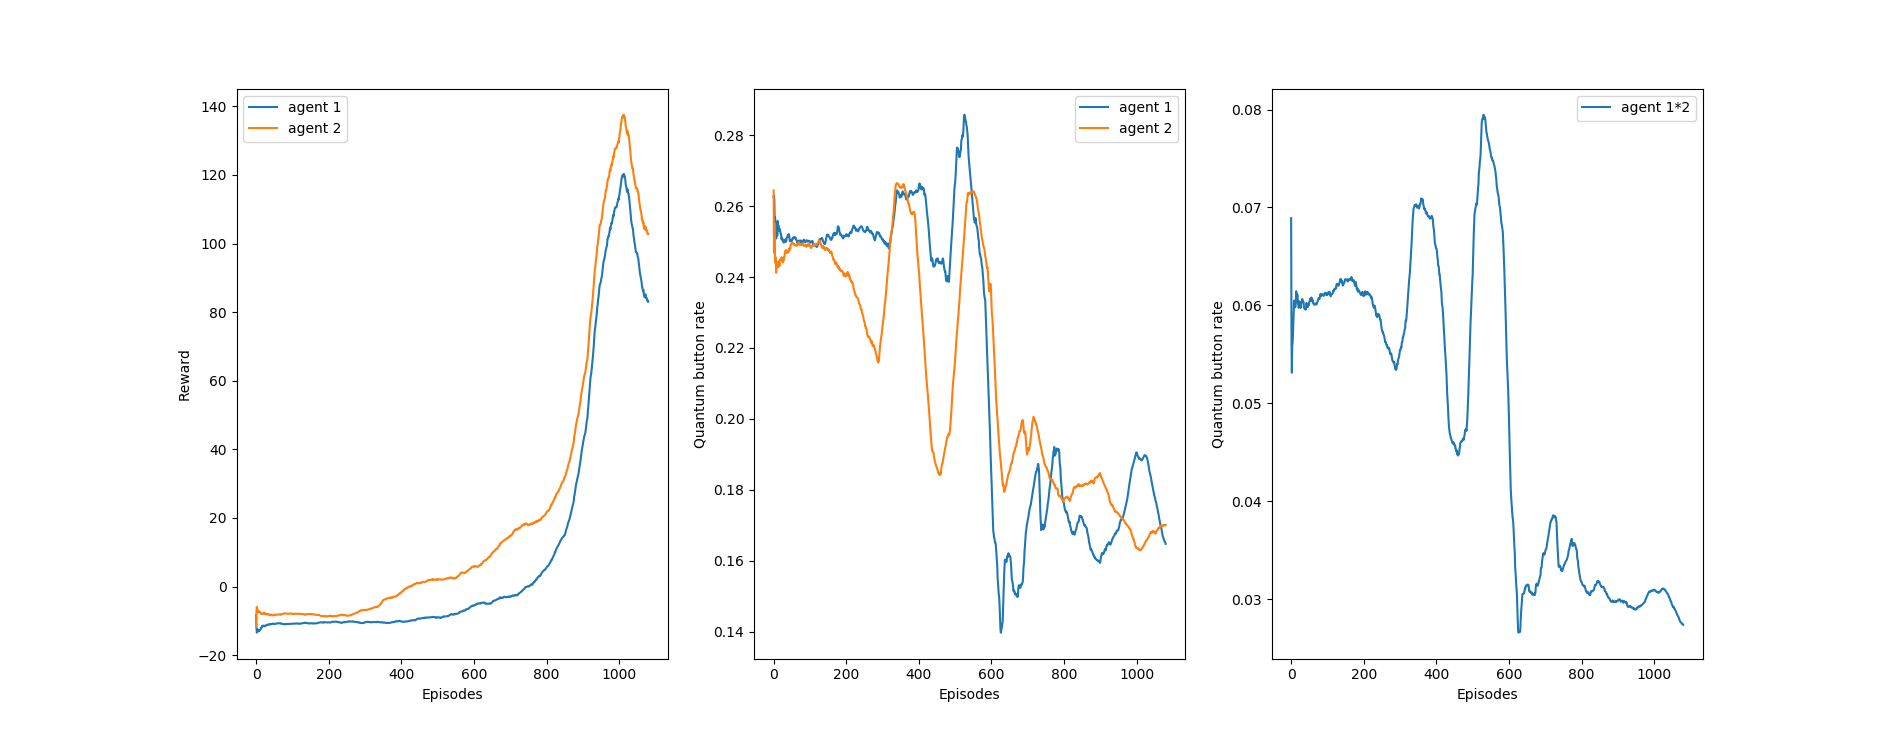 agent 1
agent 2
140
120
100
80
60
40
20
0
−20
Reward
0 200 400 600 800 1000
Episodes
agent 1
agent 2
0.28
0.26
0.24
0.22
0.20
0.18
0.16
0.14
Quantum button rate
0 200 400 600 800 1000
Episodes
agent 1*2
0.08
0.07
0.06
0.05
0.04
0.03
Quantum button rate
0 200 400 600 800 1000
Episodes